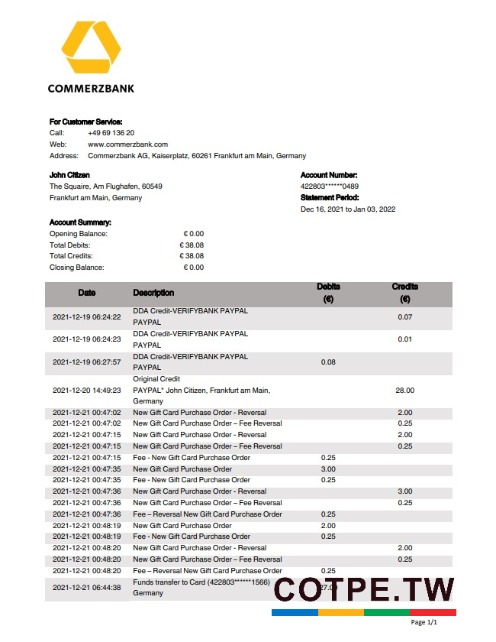 COMMERZBANK
For Customer Service:
Call: +49 69 136 20
Web: www.commerzbank.com
Address: Commerzbank AG, Kaiserplatz, 60261 Frankfurt am Main, Germany
John Citizen Account Number:
The Squaire, Am Flughafen, 60549 422803******0489
Frankfurt am Main, Germany Statement Period:
Dec 16, 2021 to Jan 03, 2022
Account Summary:
Opening Balance: € 0.00
Total Debits: € 38.08
Total Credits: € 38.08
Closing Balance: € 0.00
Date Description Debits (€) Credits (€)
2021-12-19 06:24:22 DDA Credit-VERIFYBANK PAYPAL
PAYPAL 0.07
2021-12-19 06:24:23 DDA Credit-VERIFYBANK PAYPAL
PAYPAL 0.01
2021-12-19 06:27:57 DDA Credit-VERIFYBANK PAYPAL
PAYPAL 0.08
Original Credit
2021-12-20 14:49:23 PAYPAL* John Citizen, Frankfurt am Main, 28.00
Germany
2021-12-21 00:47:02 New Gift Card Purchase Order - Reversal 2.00
2021-12-21 00:47:02 New Gift Card Purchase Order – Fee Reversal 0.25
2021-12-21 00:47:15 New Gift Card Purchase Order - Reversal 2.00
2021-12-21 00:47:15 New Gift Card Purchase Order – Fee Reversal 0.25
2021-12-21 00:47:15 Fee - New Gift Card Purchase Order 0.25
2021-12-21 00:47:35 New Gift Card Purchase Order 3.00
2021-12-21 00:47:35 Fee - New Gift Card Purchase Order 0.25
2021-12-21 00:47:36 New Gift Card Purchase Order - Reversal 3.00
2021-12-21 00:47:36 New Gift Card Purchase Order – Fee Reversal 0.25
2021-12-21 00:47:36 Fee – Reversal New Gift Card Purchase Order 0.25
2021-12-21 00:48:19 New Gift Card Purchase Order 2.00
2021-12-21 00:48:19 Fee - New Gift Card Purchase Order 0.25
2021-12-21 00:48:20 New Gift Card Purchase Order - Reversal 2.00
2021-12-21 00:48:20 New Gift Card Purchase Order – Fee Reversal 0.25
2021-12-21 00:48:20 Fee – Reversal New Gift Card Purchase Order 0.25
2021-12-21 06:44:38 Funds transfer to Card (422803******1566)
Germany
COTPE.TW
Page 1/1